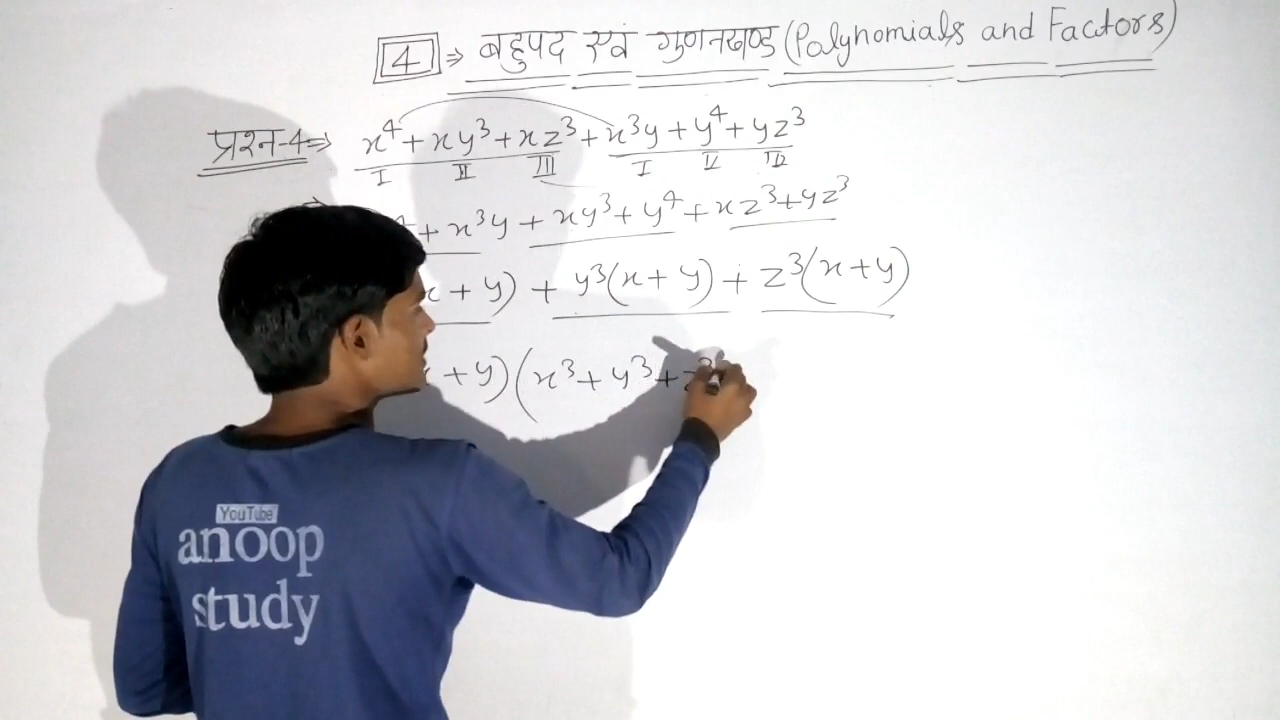 4 ⇒ बहुपद एवं गुणनखण्ड (Polynomials and Factors)
प्रश्न-4 ⇒ x⁴ + xy³ + xz³ + x³y + y⁴ + yz³
I II III I II III
+ x³y + xy³ + y⁴ + xz³ + yz³
+ y) + y³(x + y) + z³(x + y)
+ y) (x³ + y³ + z³
YouTube
anoop
study